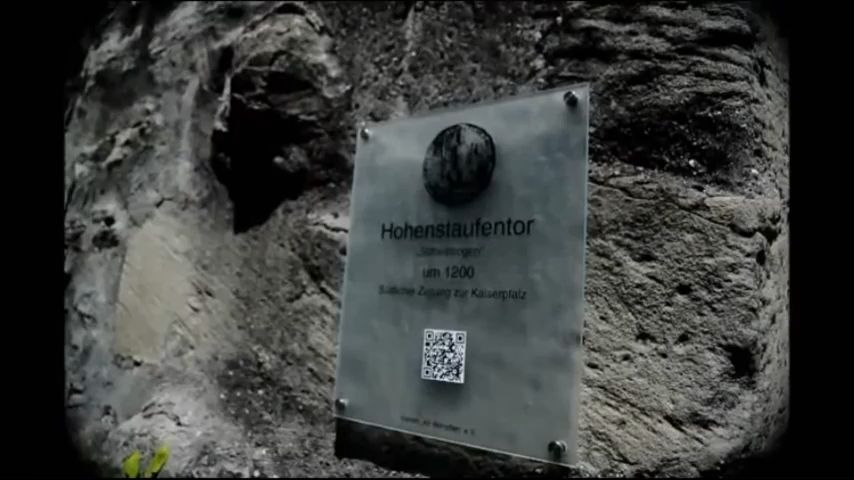 Hohenstaufentor
um 1200
Südlicher Zugang zur Kaiserpfalz
e.V.